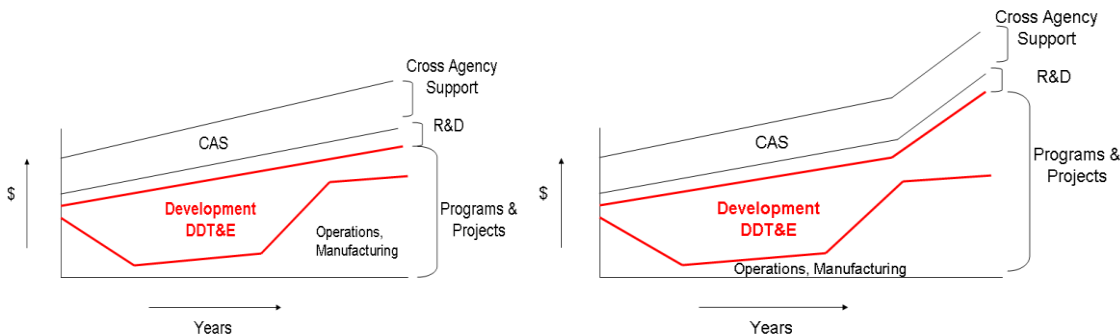 Cross Agency
Support
R&D
CAS
$
Development
DDT&E
Programs &
Projects
Operations,
Manufacturing
Years
Cross Agency
Support
R&D
CAS
$
Programs &
Projects
Development
DDT&E
Operations, Manufacturing
Years